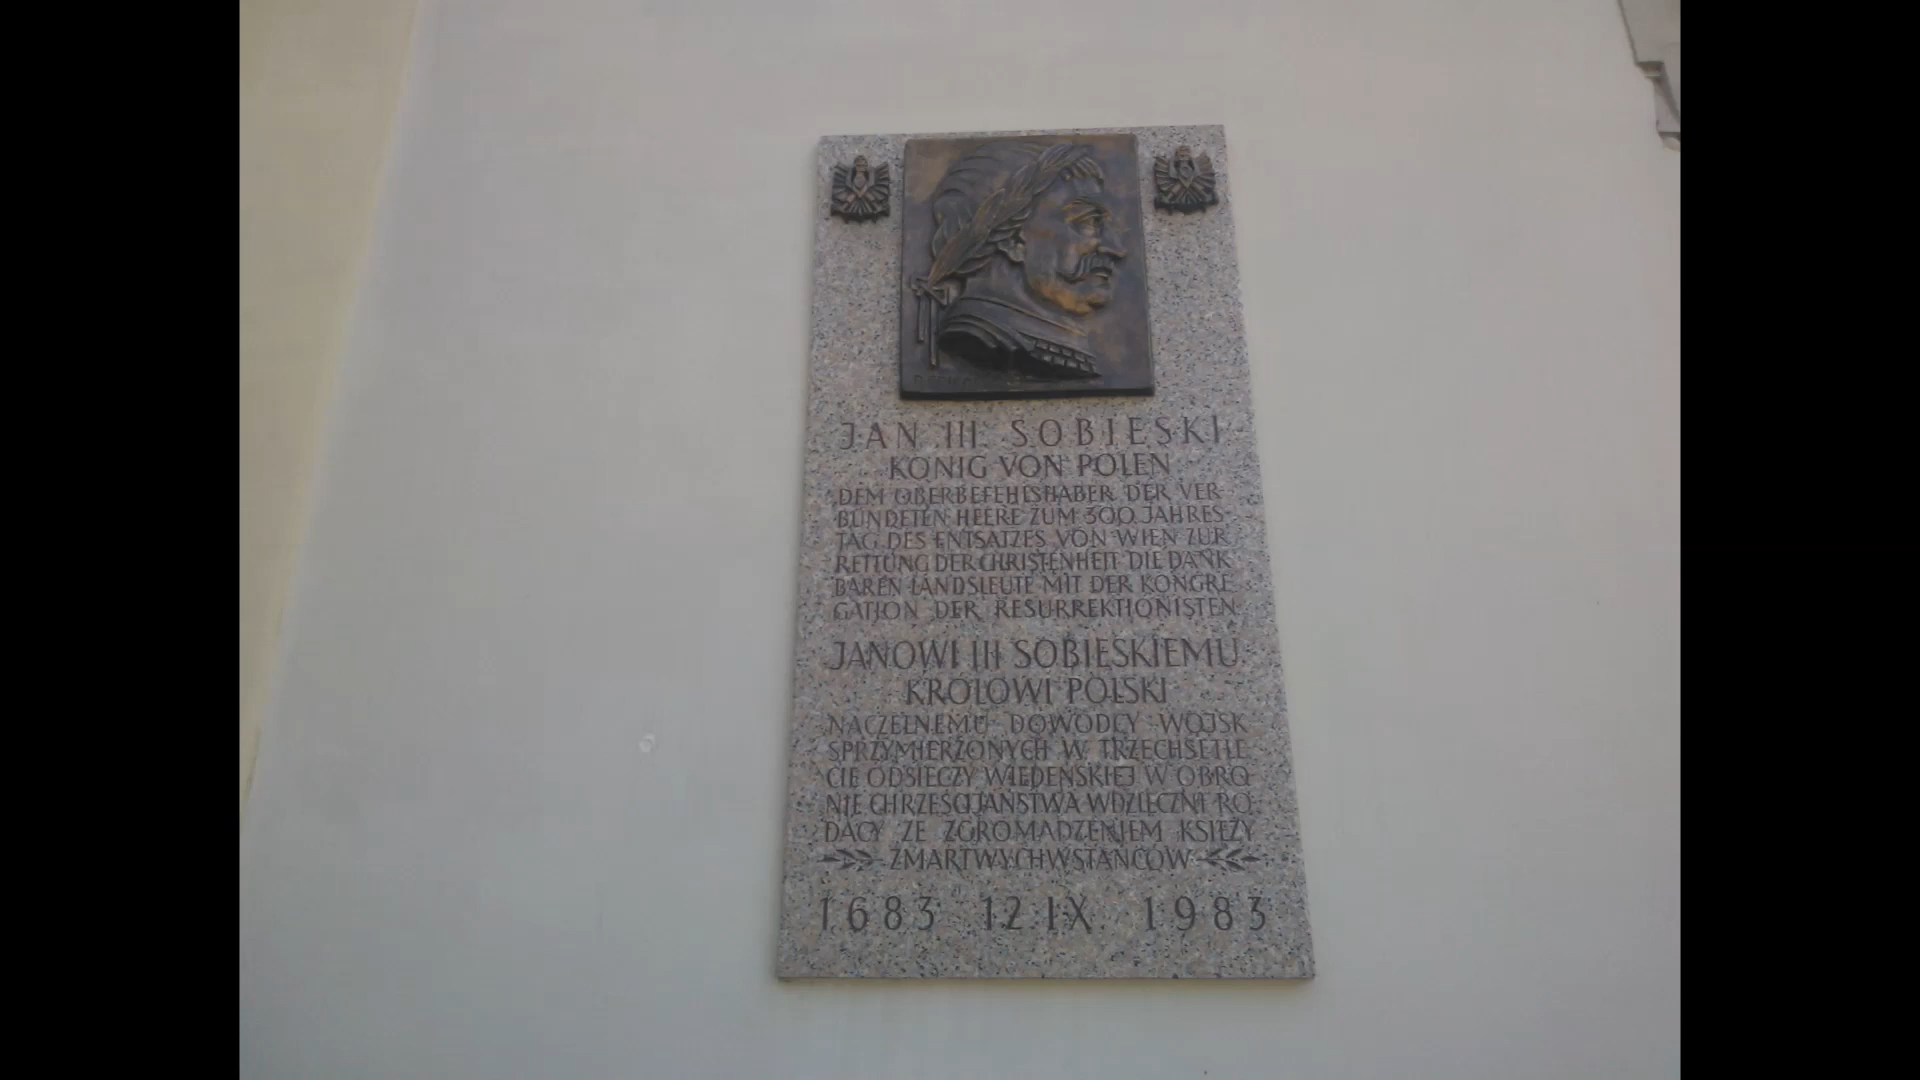 JAN III. SOBIESKI
KÖNIG VON POLEN
DEM OBERBEFEHLSHABER DER VER-
BÜNDETEN HEERE ZUM 300. JAHRES
TAG DES ENTSATZES VON WIEN ZUR
RETTUNG DER CHRISTENHEIT DIE DANK
BAREN LANDSLEUTE MIT DER KONGRE
GATION DER RESURREKTIONISTEN
JANOWI III SOBIESKIEMU
KRÓLOWI POLSKI
NACZELNEMU DOWÓDCY WOJSK
SPRZYMIERZONYCH W TRZECHSETLE
CIE ODSIECZY WIEDEŃSKIEJ W OBRO
NIE CHRZEŚCIJAŃSTWA WDZIĘCZNI RO
DACY ZE ZGROMADZENIEM KSIĘŻY
ZMARTWYCHWSTAŃCÓW
1683 12.IX. 1983